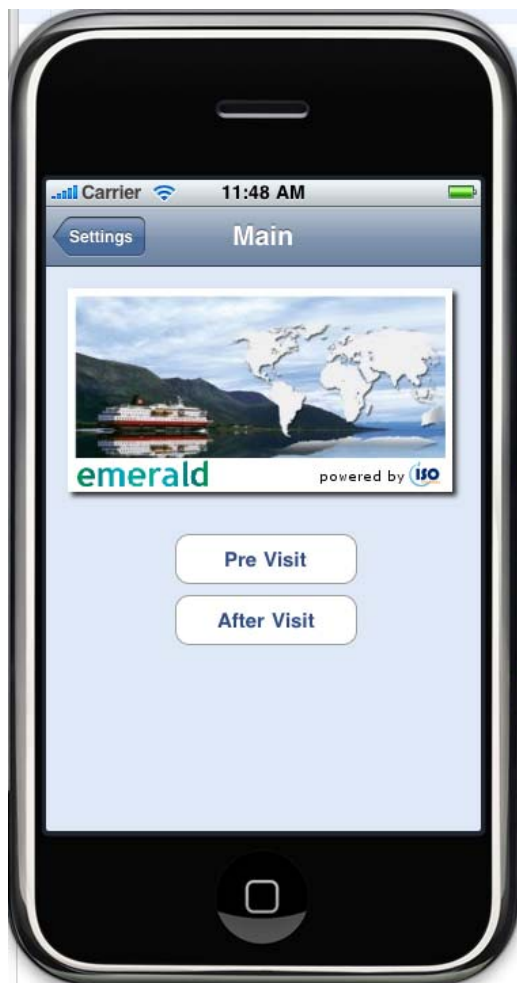 Carrier 11:48 AM
Settings Main
emerald powered by ISO
Pre Visit
After Visit